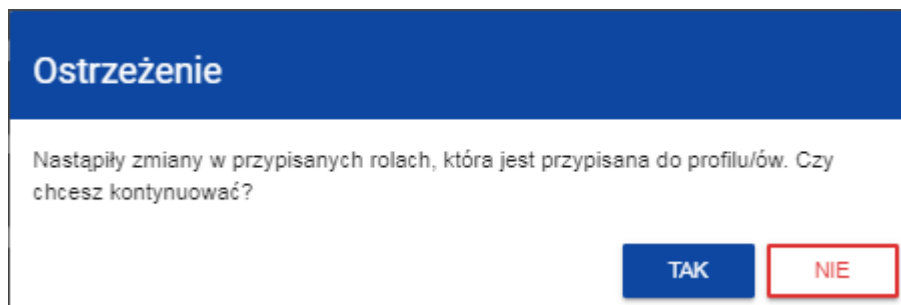 Ostrzeżenie
Nastąpiły zmiany w przypisanych rolach, która jest przypisana do profilu/ów. Czy
chcesz kontynuować?
TAK NIE